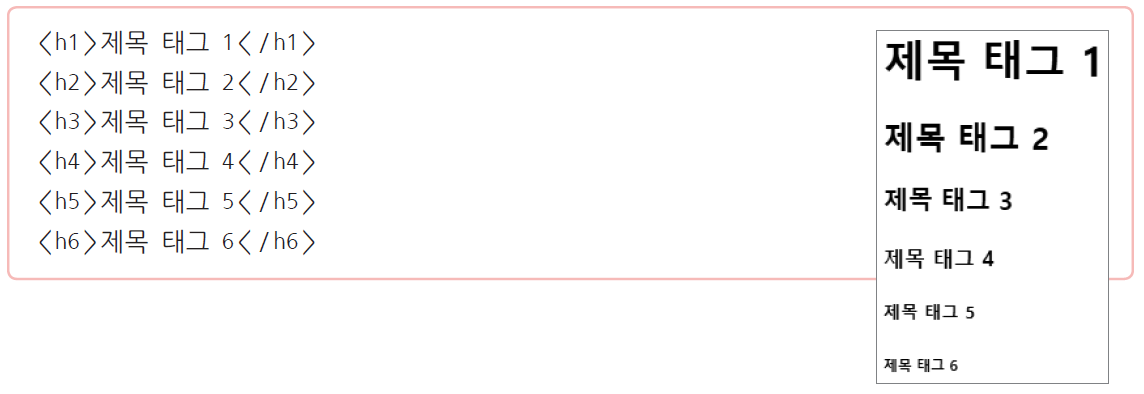 <h1>제목 태그 1</h1>
<h2>제목 태그 2</h2>
<h3>제목 태그 3</h3>
<h4>제목 태그 4</h4>
<h5>제목 태그 5</h5>
<h6>제목 태그 6</h6>
제목 태그 1
제목 태그 2
제목 태그 3
제목 태그 4
제목 태그 5
제목 태그 6